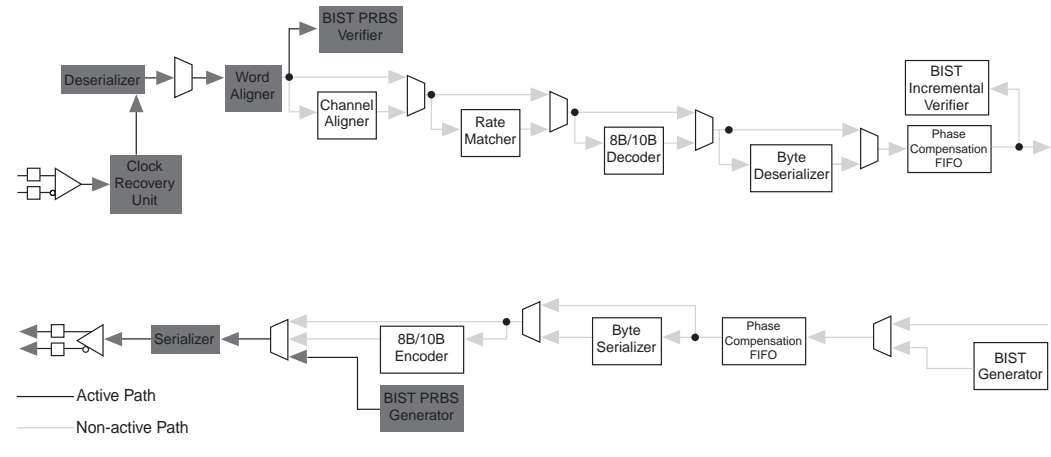 BIST PRBS
Verifier
Deserializer
Word
Aligner
Channel
Aligner
Rate
Matcher
8B/10B
Decoder
Byte
Deserializer
BIST
Incremental
Verifier
Phase
Compensation
FIFO
Clock
Recovery
Unit
Serializer
8B/10B
Encoder
BIST PRBS
Generator
Byte
Serializer
Phase
Compensation
FIFO
BIST
Generator
Active Path
Non-active Path